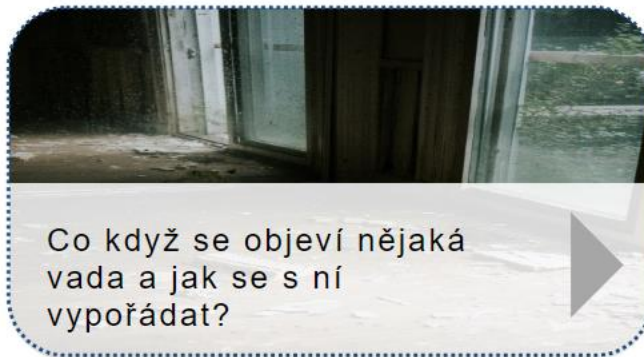 Co když se objeví nějaká
vada a jak se s ní
vypořádat?